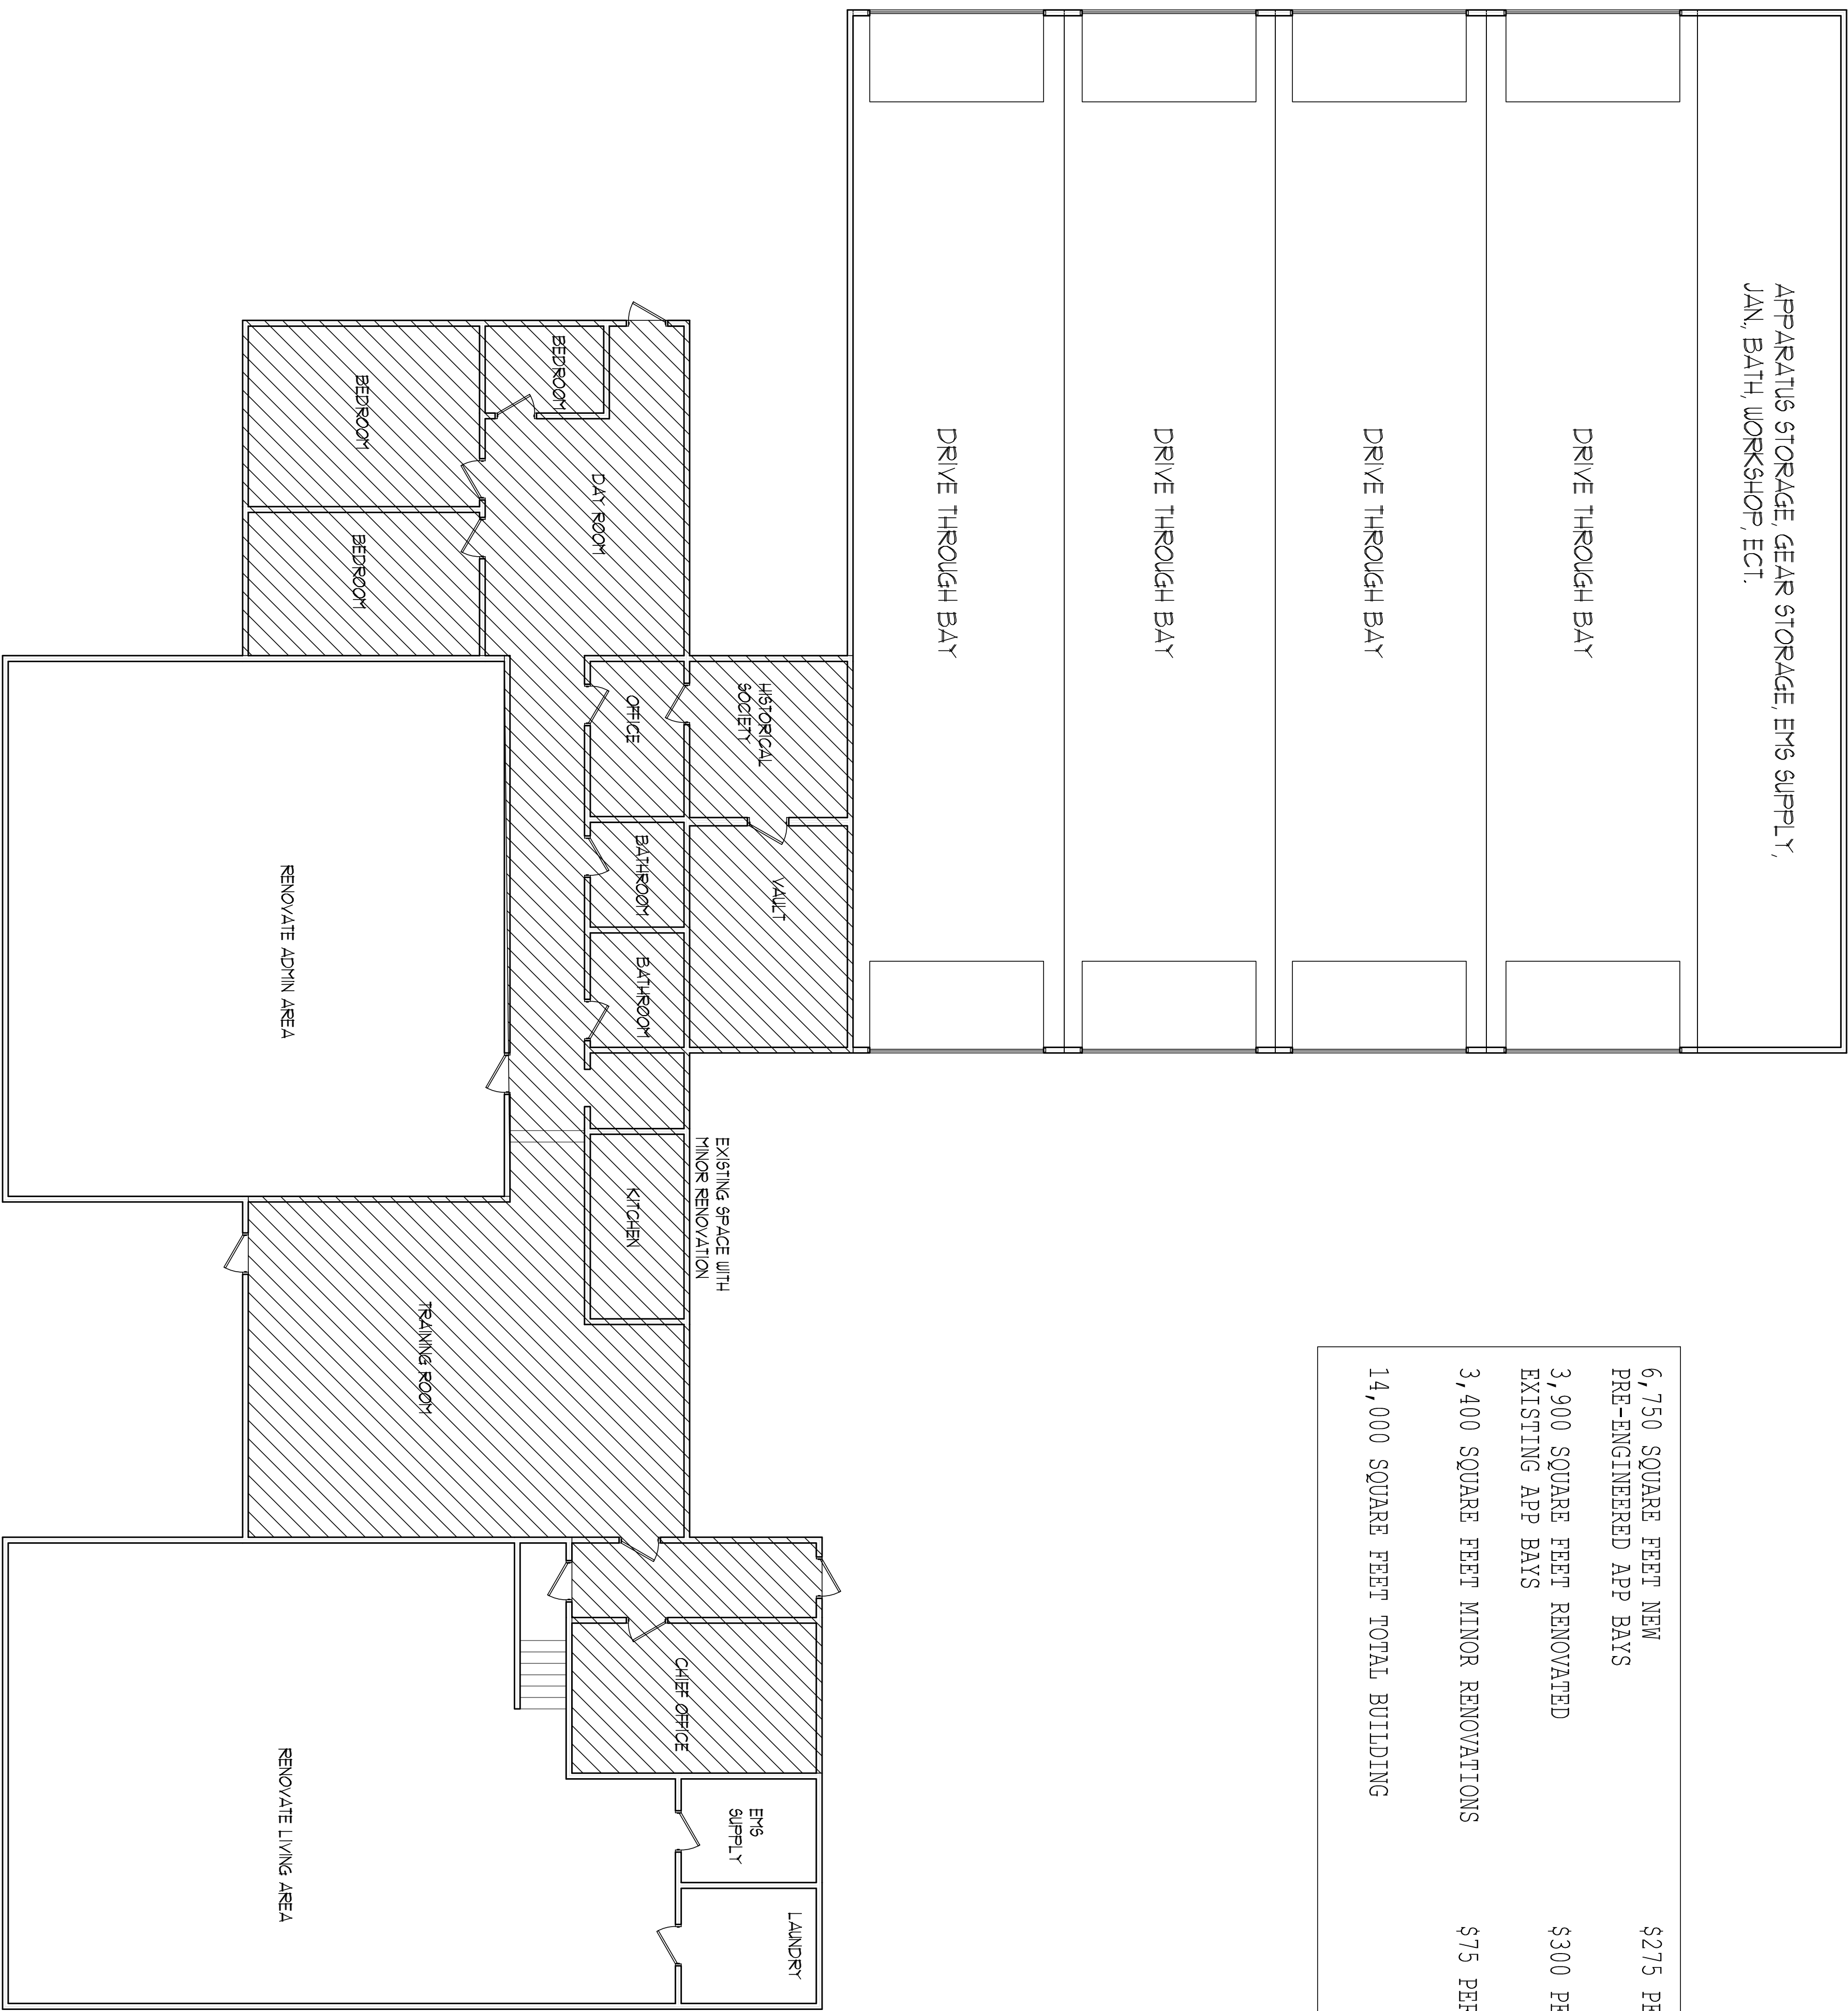 APPARATUS STORAGE, GEAR STORAGE, EMS SUPPLY,
JAN., BATH, WORKSHOP, ECT.
DRIVE THROUGH BAY
DRIVE THROUGH BAY
DRIVE THROUGH BAY
DRIVE THROUGH BAY
6,750 SQUARE FEET NEW
PRE-ENGINEERED APP BAYS
$275 PE
3,900 SQUARE FEET RENOVATED
EXISTING APP BAYS
$300 PE
3,400 SQUARE FEET MINOR RENOVATIONS
$75 PER
14,000 SQUARE FEET TOTAL BUILDING
HISTORICAL
SOCIETY
VAULT
EXISTING SPACE WITH
MINOR RENOVATION
BEDROOM
DAY ROOM
OFFICE
BATHROOM
BATHROOM
KITCHEN
BEDROOM
BEDROOM
TRAINING ROOM
RENOVATE ADMIN AREA
CHIEF OFFICE
EMS
SUPPLY
LAUNDRY
RENOVATE LIVING AREA